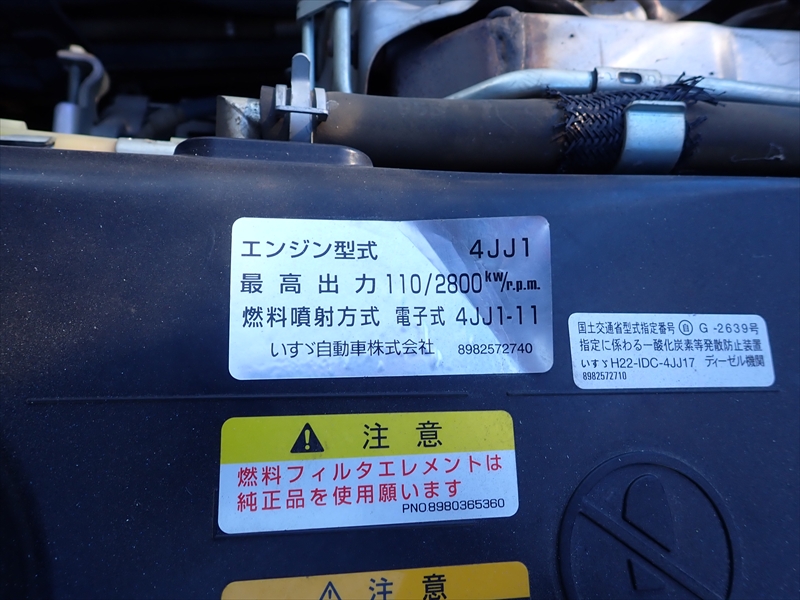 エンジン型式 4JJ1
最高出力 110/2800kW/r.p.m.
燃料噴射方式 電子式 4JJ1-11
いすゞ自動車株式会社 8982572740
国土交通省型式指定番号 自 G-2639号
指定に係わる一酸化炭素等発散防止装置
いすゞH22-IDC-4JJ17 ディーゼル機関
8982572710
注意
燃料フィルタエレメントは
純正品を使用願います
PNO8980365360
注意